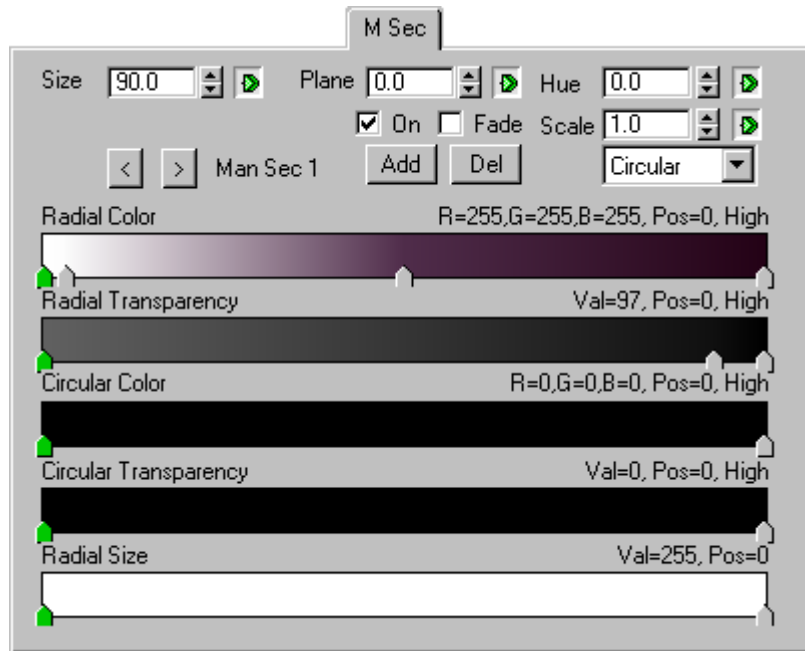 M Sec
Size 90.0 Plane 0.0 Hue 0.0
On Fade Scale 1.0
< > Man Sec 1 Add Del Circular
Radial Color R=255,G=255,B=255, Pos=0, High
Radial Transparency Val=97, Pos=0, High
Circular Color R=0,G=0,B=0, Pos=0, High
Circular Transparency Val=0, Pos=0, High
Radial Size Val=255, Pos=0